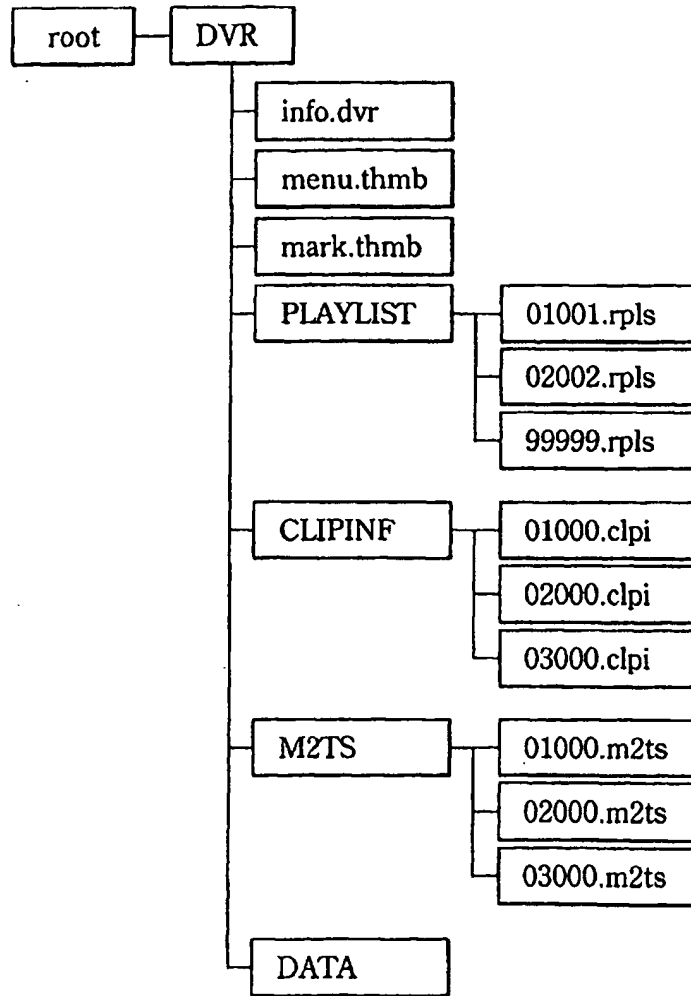 root
DVR
info.dvr
menu.thmb
mark.thmb
PLAYLIST
01001.rpls
02002.rpls
99999.rpls
CLIPINF
01000.clpi
02000.clpi
03000.clpi
M2TS
01000.m2ts
02000.m2ts
03000.m2ts
DATA